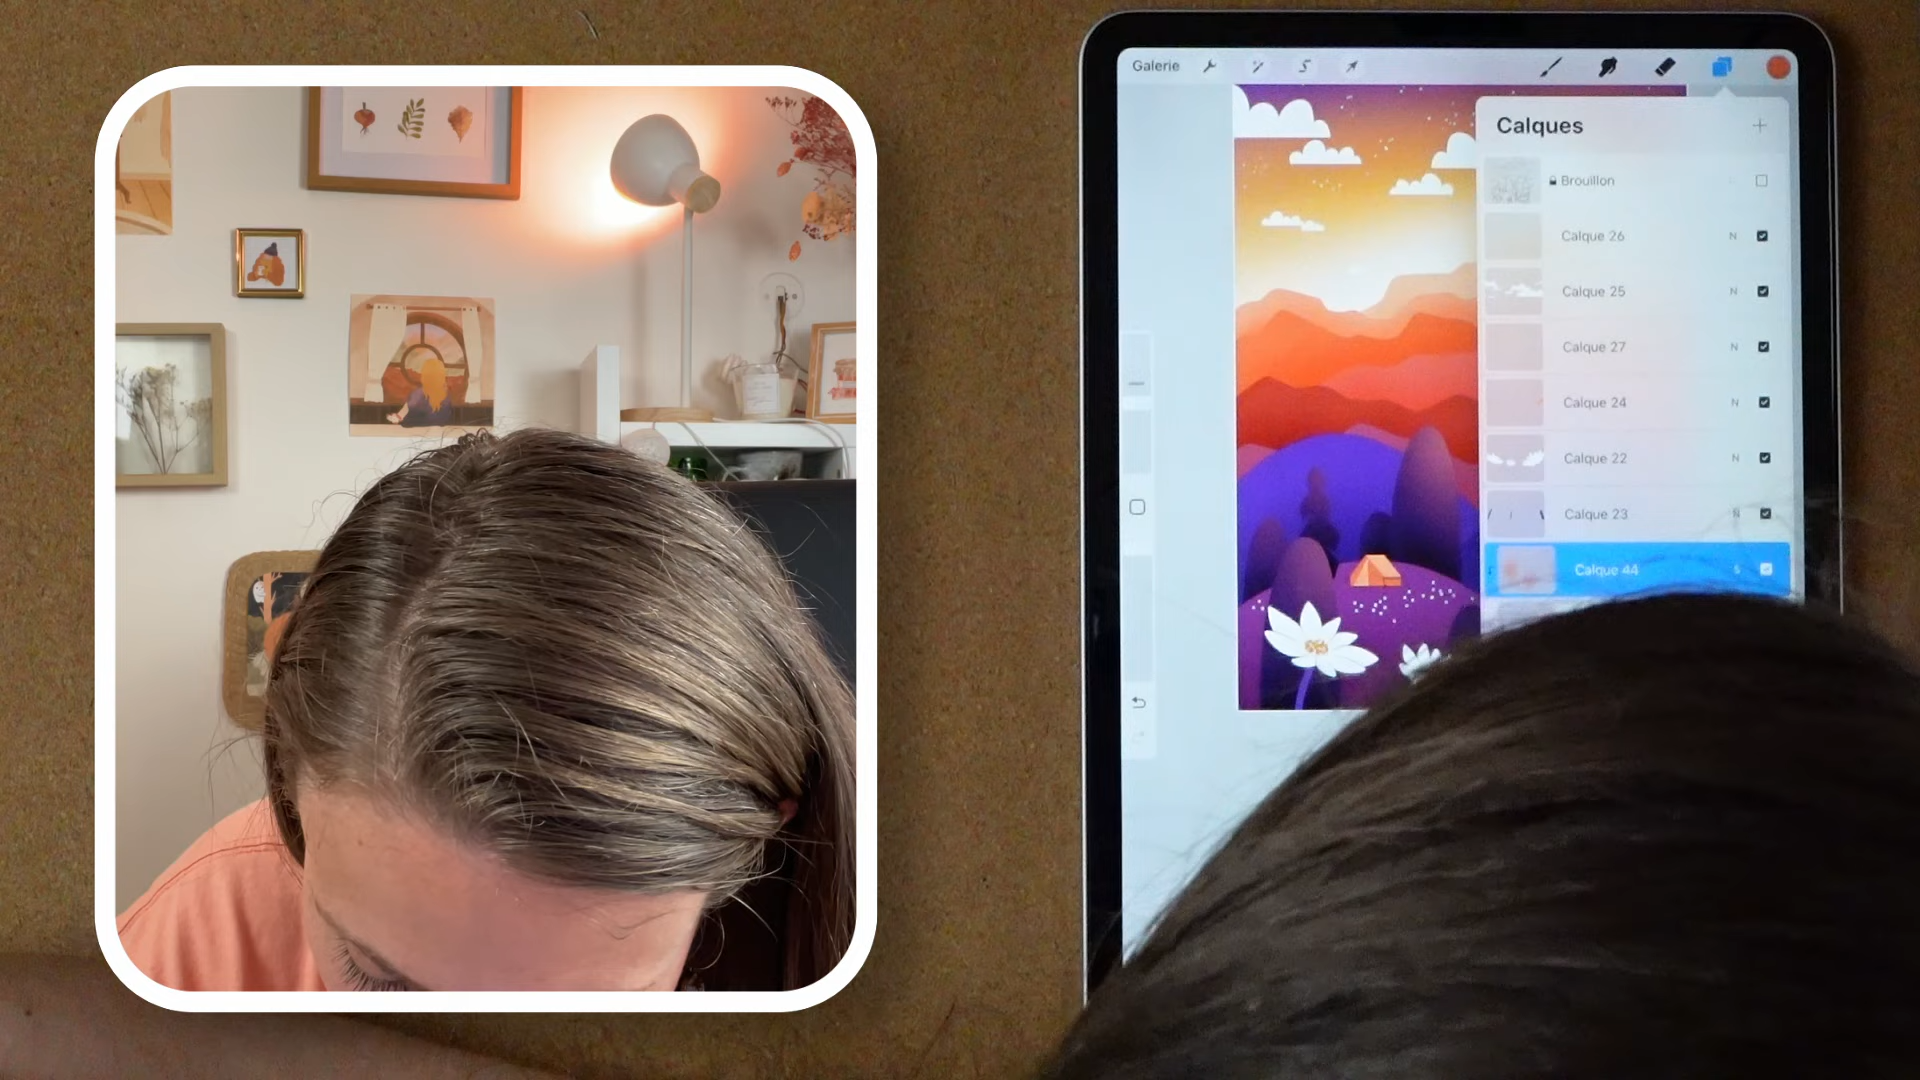 Galerie
Calques
Brouillon
Calque 26 N
Calque 25 N
Calque 27 N
Calque 24 N
Calque 22 N
Calque 23 N
Calque 44 S